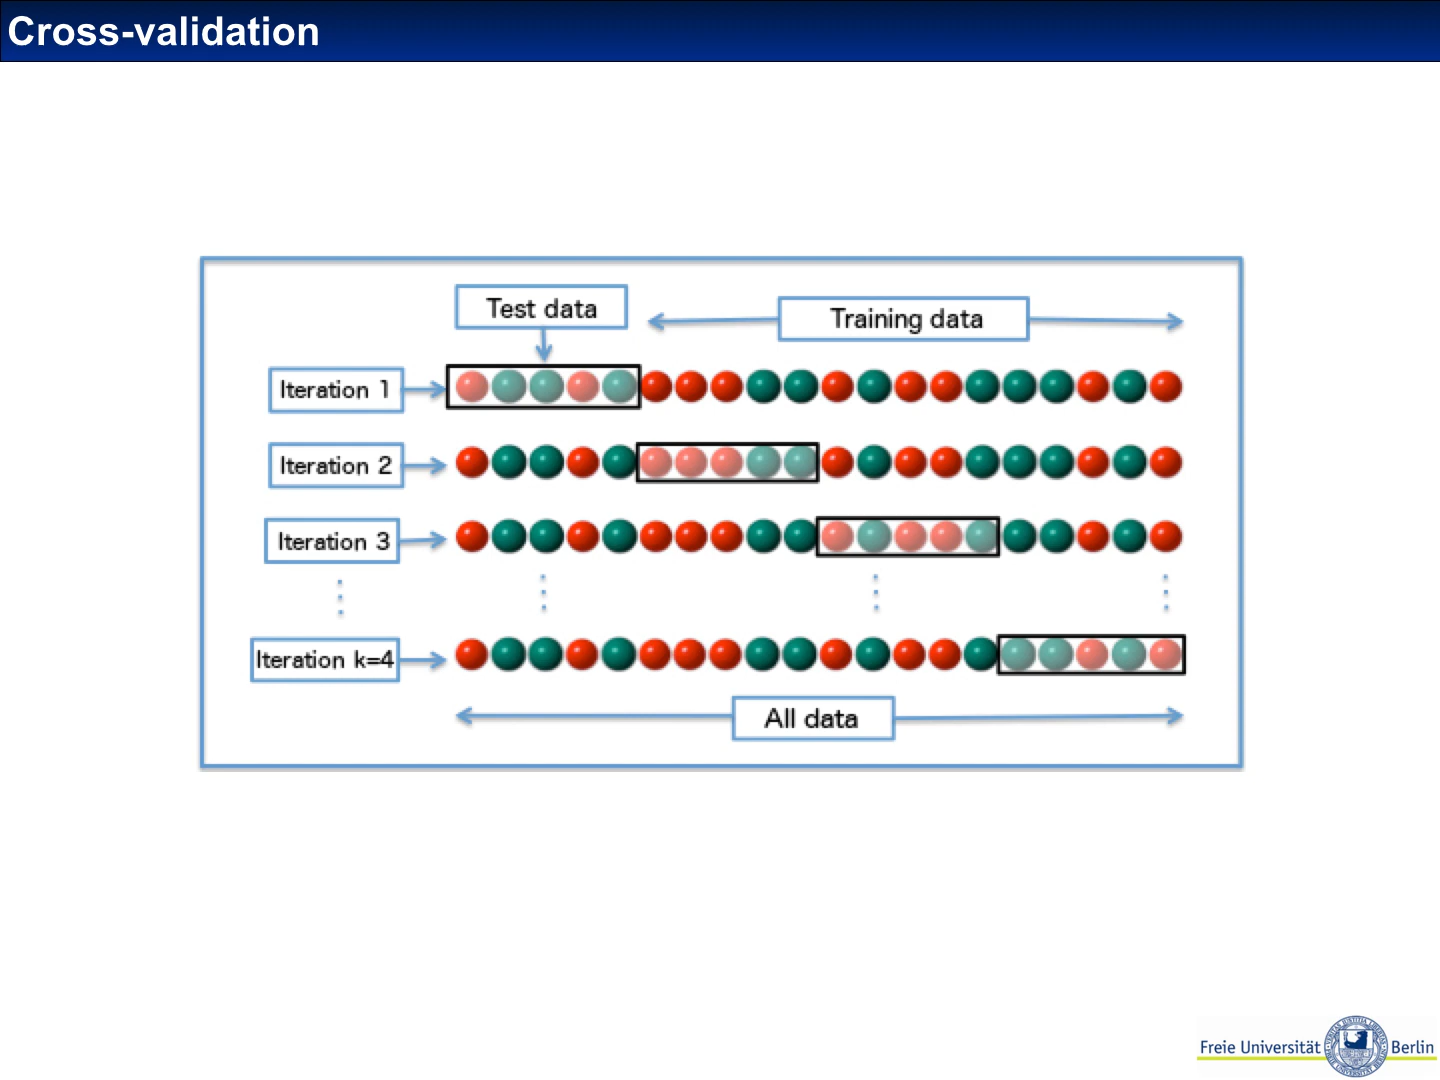 Cross-validation
Test data
Training data
Iteration 1
Iteration 2
Iteration 3
Iteration k=4
All data
Freie Universität Berlin